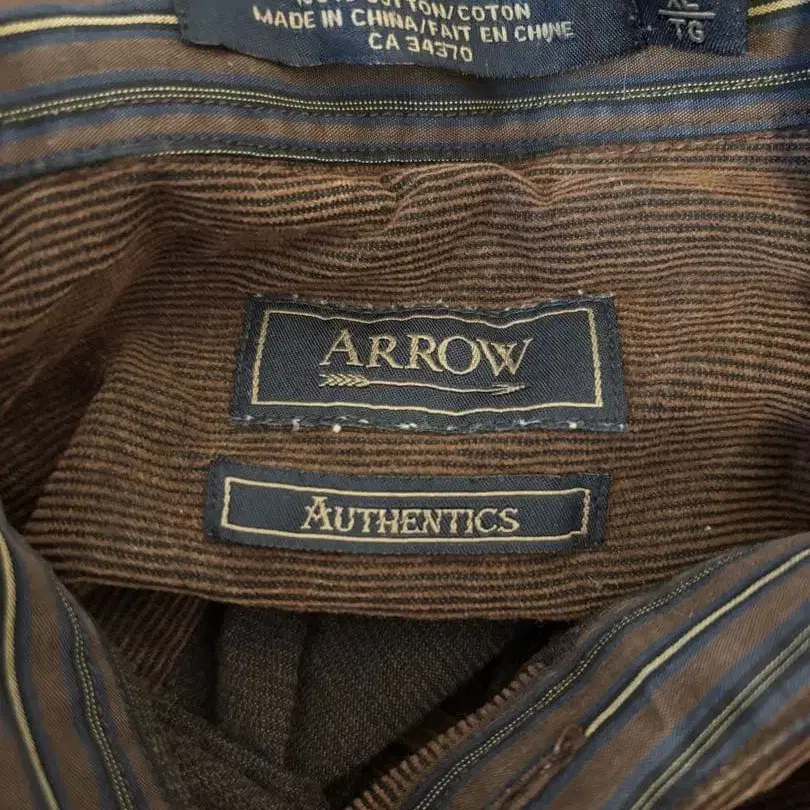 COTTON/COTON
MADE IN CHINA/FAIT EN CHINE
CA 34370
XL
TG
ARROW
AUTHENTICS